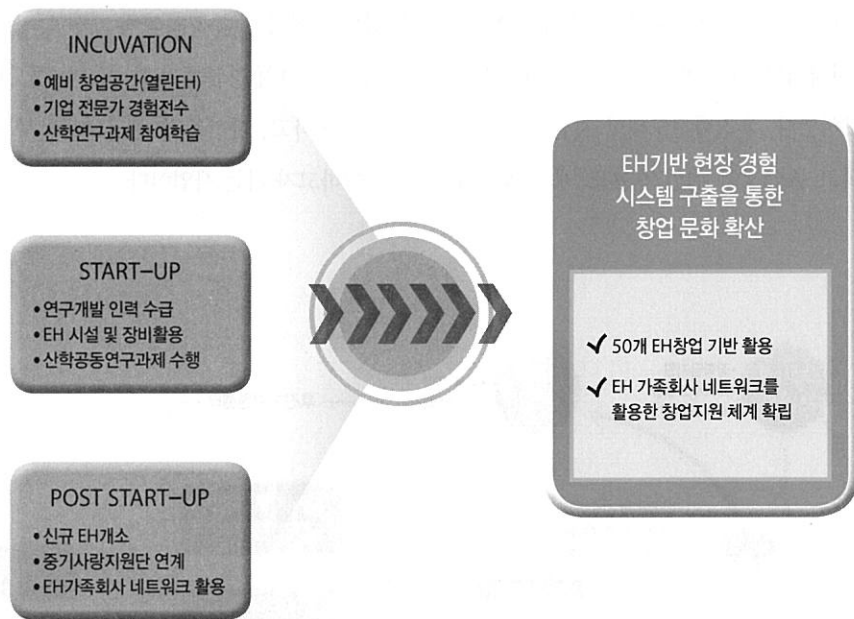 INCUVATION
• 예비 창업공간(열린EH)
• 기업 전문가 경험전수
• 산학연구과제 참여학습
START-UP
• 연구개발 인력 수급
• EH 시설 및 장비활용
• 산학공동연구과제 수행
POST START-UP
• 신규 EH개소
• 중기사랑지원단 연계
• EH가족회사 네트워크 활용
EH기반 현장 경험
시스템 구출을 통한
창업 문화 확산
✓ 50개 EH창업 기반 활용
✓ EH 가족회사 네트워크를
활용한 창업지원 체계 확립